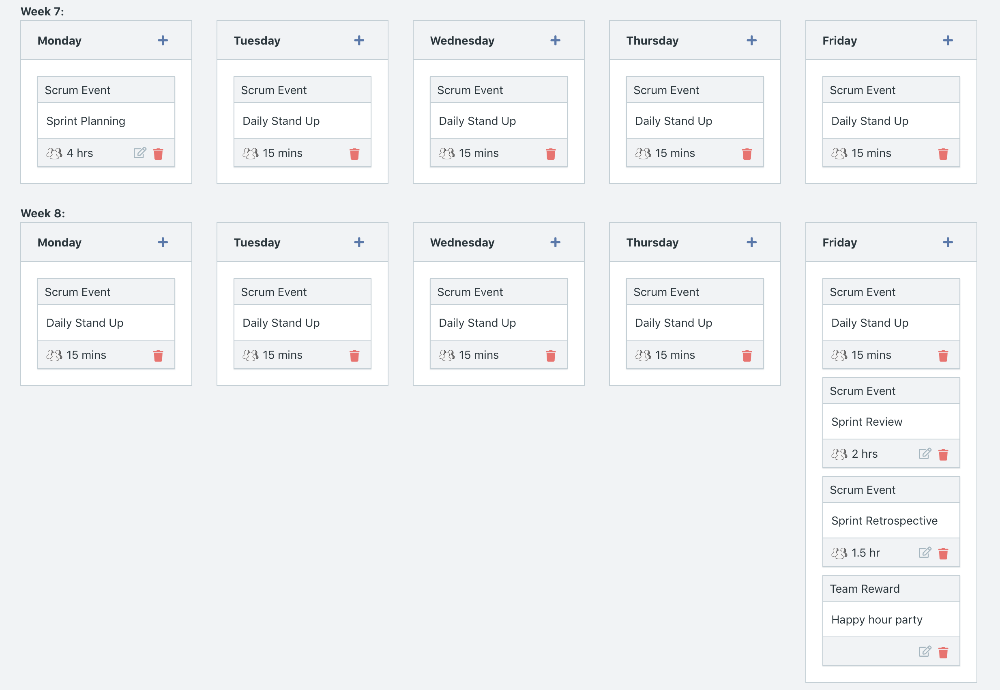 Week 7:
Monday
Scrum Event
Sprint Planning
4 hrs
Tuesday
Scrum Event
Daily Stand Up
15 mins
Wednesday
Scrum Event
Daily Stand Up
15 mins
Thursday
Scrum Event
Daily Stand Up
15 mins
Friday
Scrum Event
Daily Stand Up
15 mins
Week 8:
Monday
Scrum Event
Daily Stand Up
15 mins
Tuesday
Scrum Event
Daily Stand Up
15 mins
Wednesday
Scrum Event
Daily Stand Up
15 mins
Thursday
Scrum Event
Daily Stand Up
15 mins
Friday
Scrum Event
Daily Stand Up
15 mins
Scrum Event
Sprint Review
2 hrs
Scrum Event
Sprint Retrospective
1.5 hr
Team Reward
Happy hour party